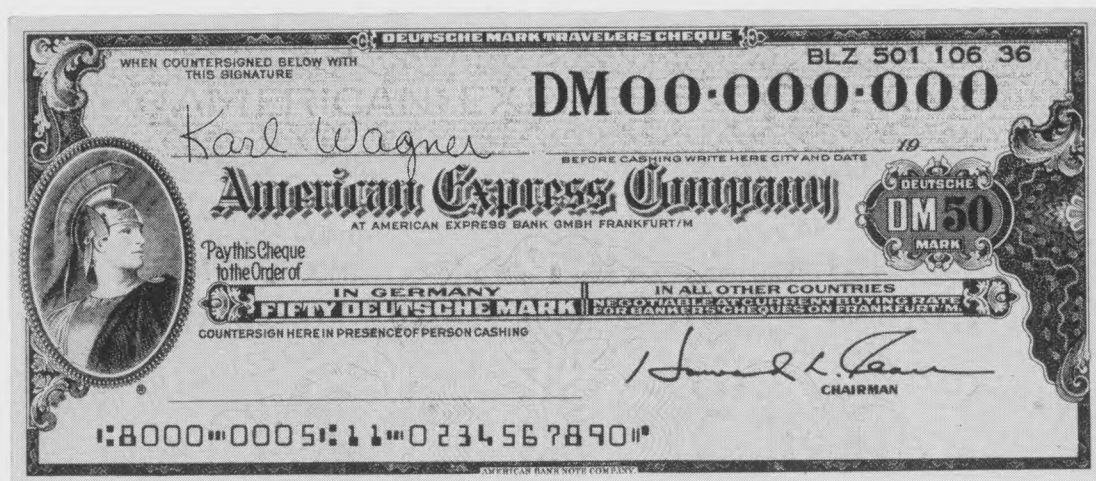 DEUTSCHE MARK TRAVELERS CHEQUE
WHEN COUNTERSIGNED BELOW WITH
THIS SIGNATURE
BLZ 501 106 36
DM00·000·000
Karl Wagner
BEFORE CASHING WRITE HERE CITY AND DATE
19
American Express Company
AT AMERICAN EXPRESS BANK GMBH FRANKFURT/M
DEUTSCHE
DM 50
MARK
Pay this Cheque
to the Order of
IN GERMANY
FIFTY DEUTSCHE MARK
IN ALL OTHER COUNTRIES
NEGOTIABLE AT CURRENT BUYING RATE
FOR BANKERS' CHEQUES ON FRANKFURT/M.
COUNTERSIGN HERE IN PRESENCE OF PERSON CASHING
CHAIRMAN
®
⑆8000⑉0005⑆11⑉0234567890⑈
AMERICAN BANK NOTE COMPANY